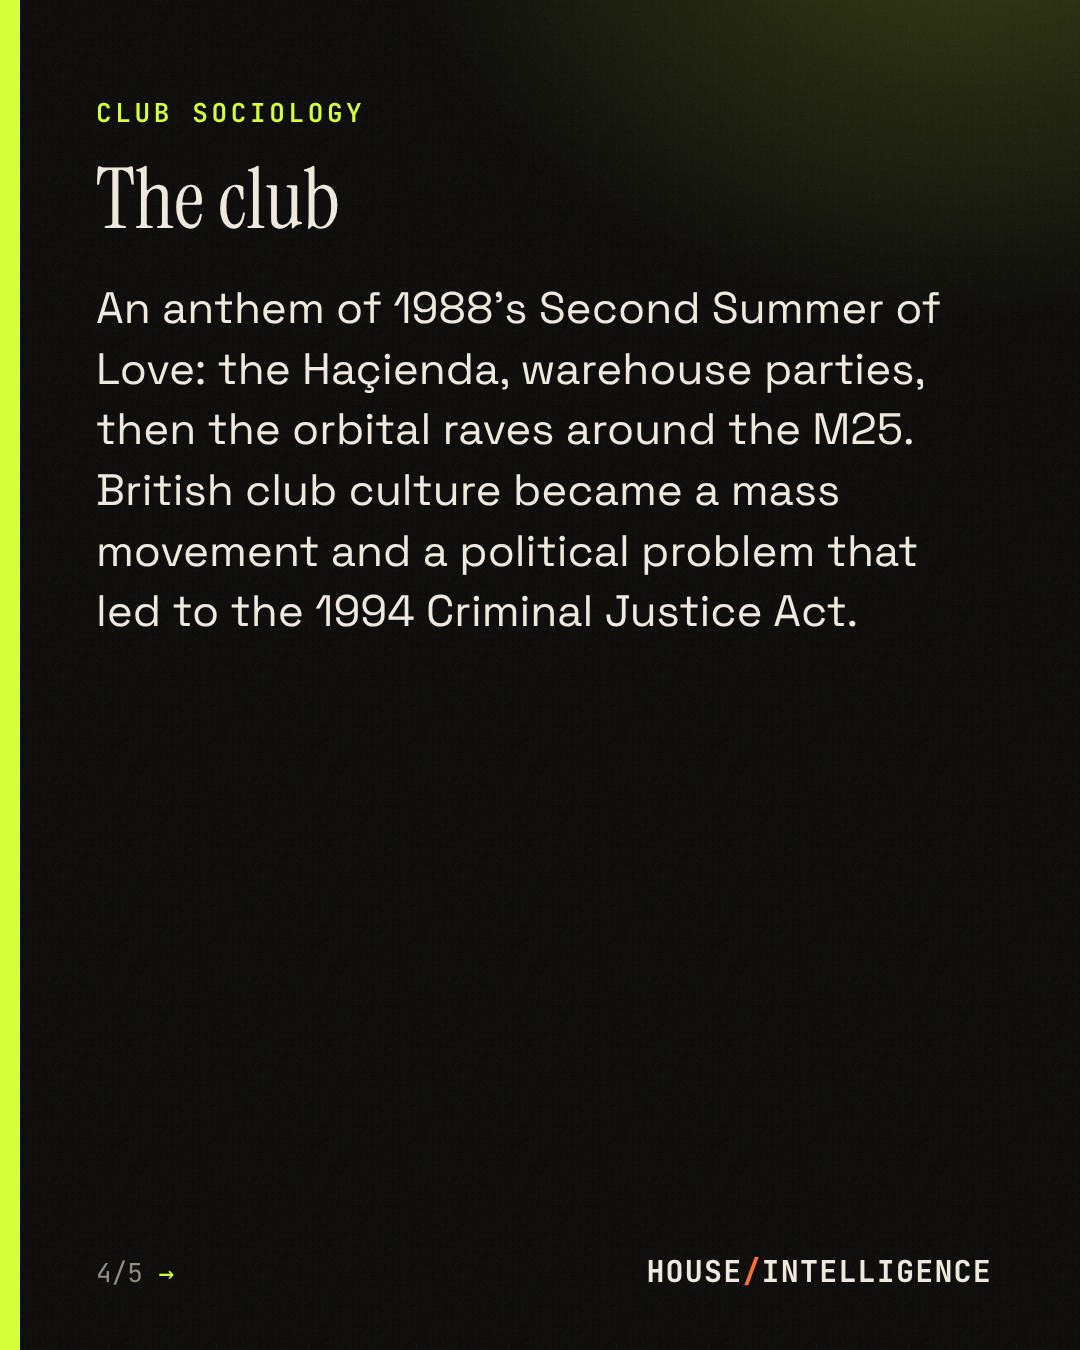 CLUB SOCIOLOGY
The club
An anthem of 1988’s Second Summer of
Love: the Haçienda, warehouse parties,
then the orbital raves around the M25.
British club culture became a mass
movement and a political problem that
led to the 1994 Criminal Justice Act.
4/5 →
HOUSE/INTELLIGENCE